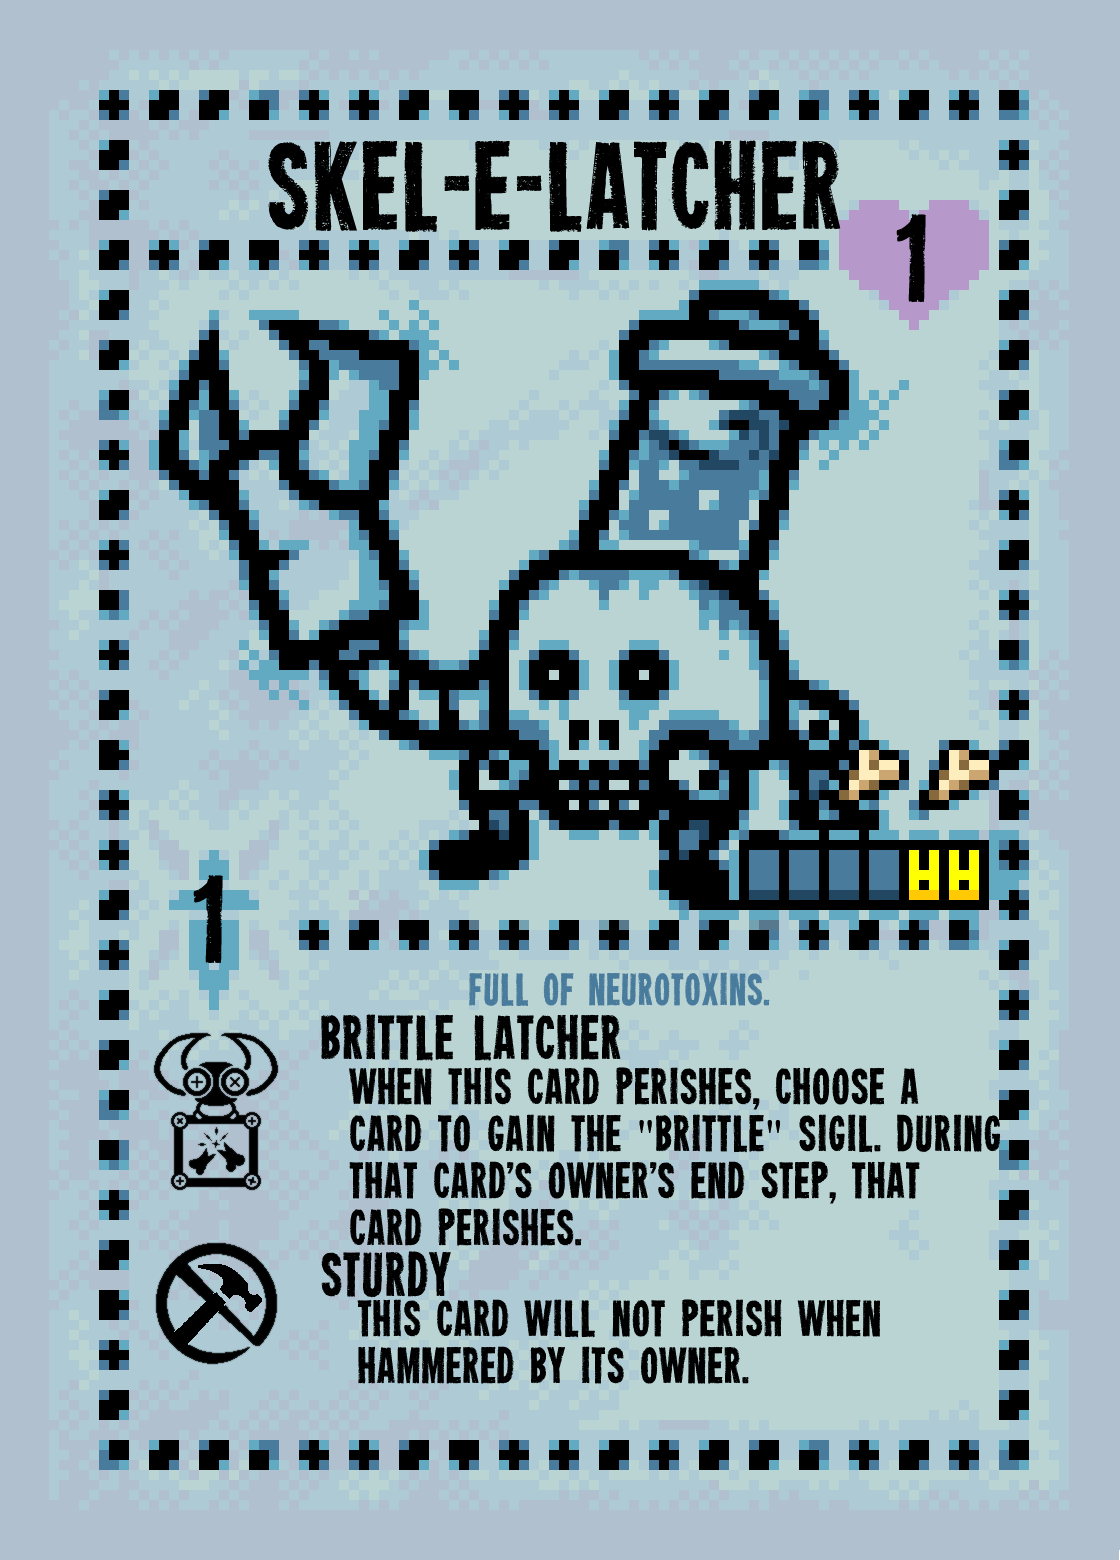 SKEL-E-LATCHER
1
1
FULL OF NEUROTOXINS.
BRITTLE LATCHER
WHEN THIS CARD PERISHES, CHOOSE A
CARD TO GAIN THE "BRITTLE" SIGIL. DURING
THAT CARD'S OWNER'S END STEP, THAT
CARD PERISHES.
STURDY
THIS CARD WILL NOT PERISH WHEN
HAMMERED BY ITS OWNER.